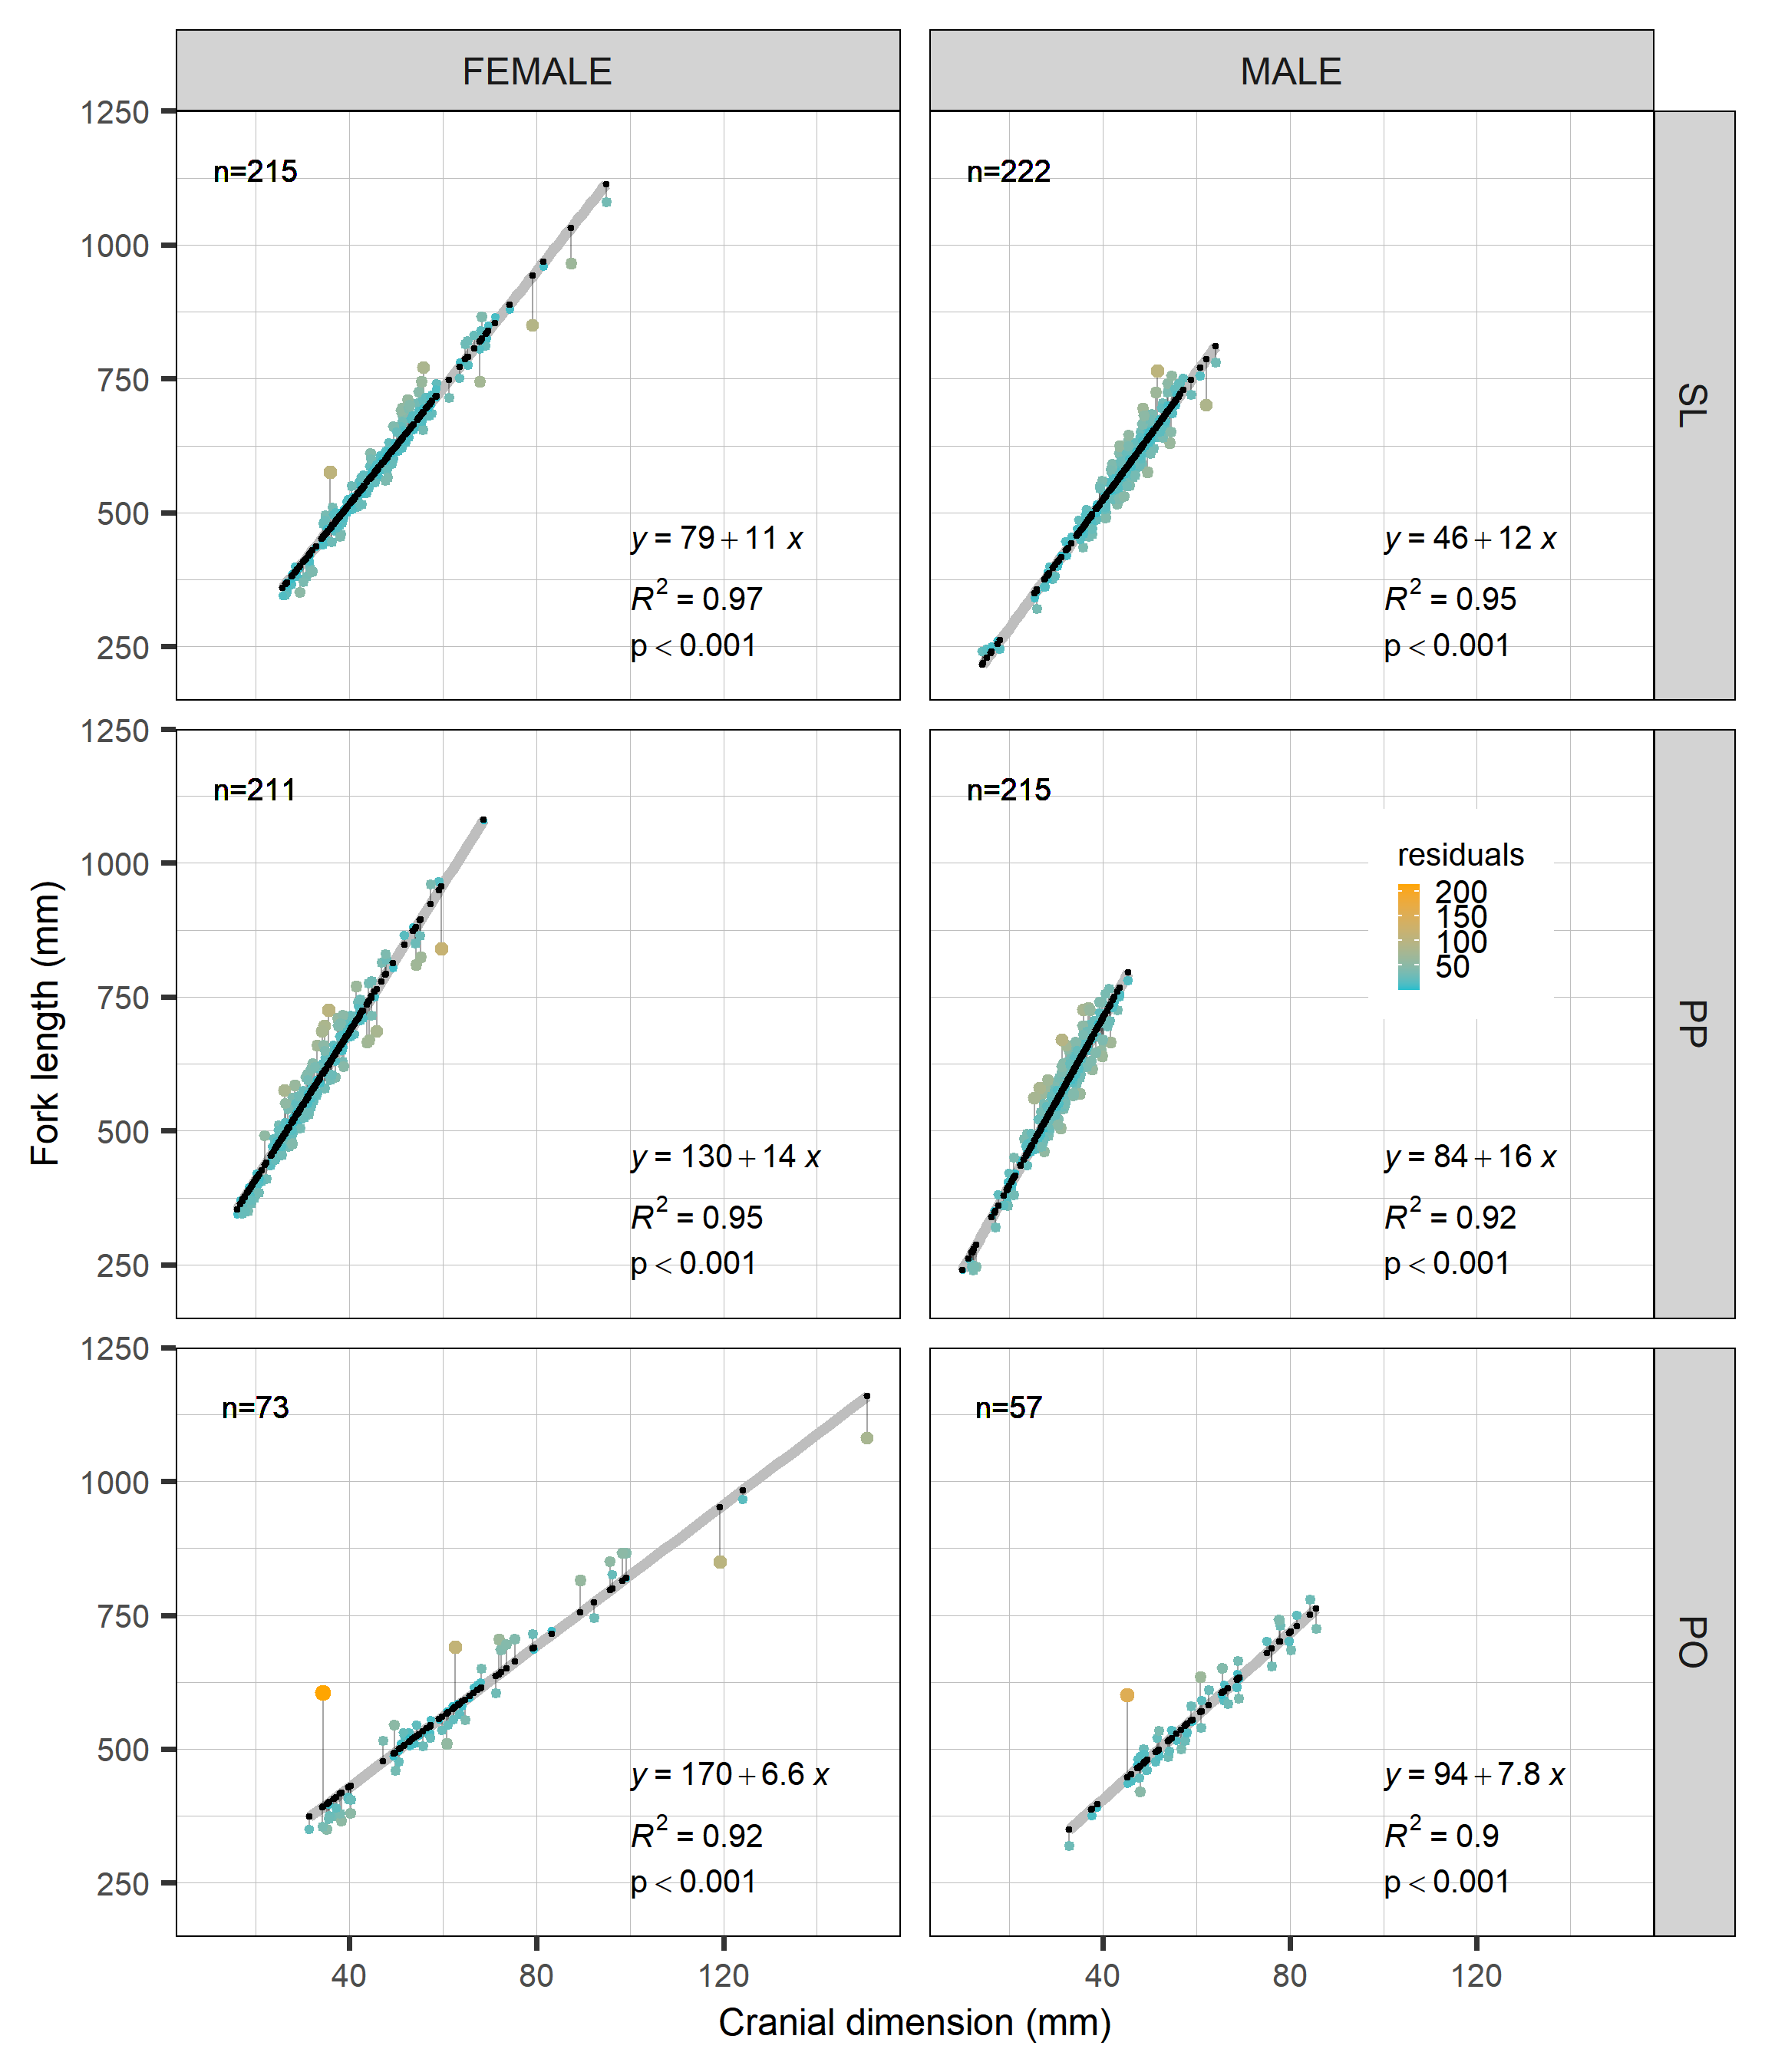 FEMALE
MALE
1250
1000
750
500
250
n=215
y = 79 + 11 x
R² = 0.97
p < 0.001
n=222
y = 46 + 12 x
R² = 0.95
p < 0.001
SL
1250
1000
750
500
250
n=211
y = 130 + 14 x
R² = 0.95
p < 0.001
n=215
residuals
200
150
100
50
y = 84 + 16 x
R² = 0.92
p < 0.001
PP
Fork length (mm)
1250
1000
750
500
250
n=73
y = 170 + 6.6 x
R² = 0.92
p < 0.001
n=57
y = 94 + 7.8 x
R² = 0.9
p < 0.001
PO
40 80 120
40 80 120
Cranial dimension (mm)